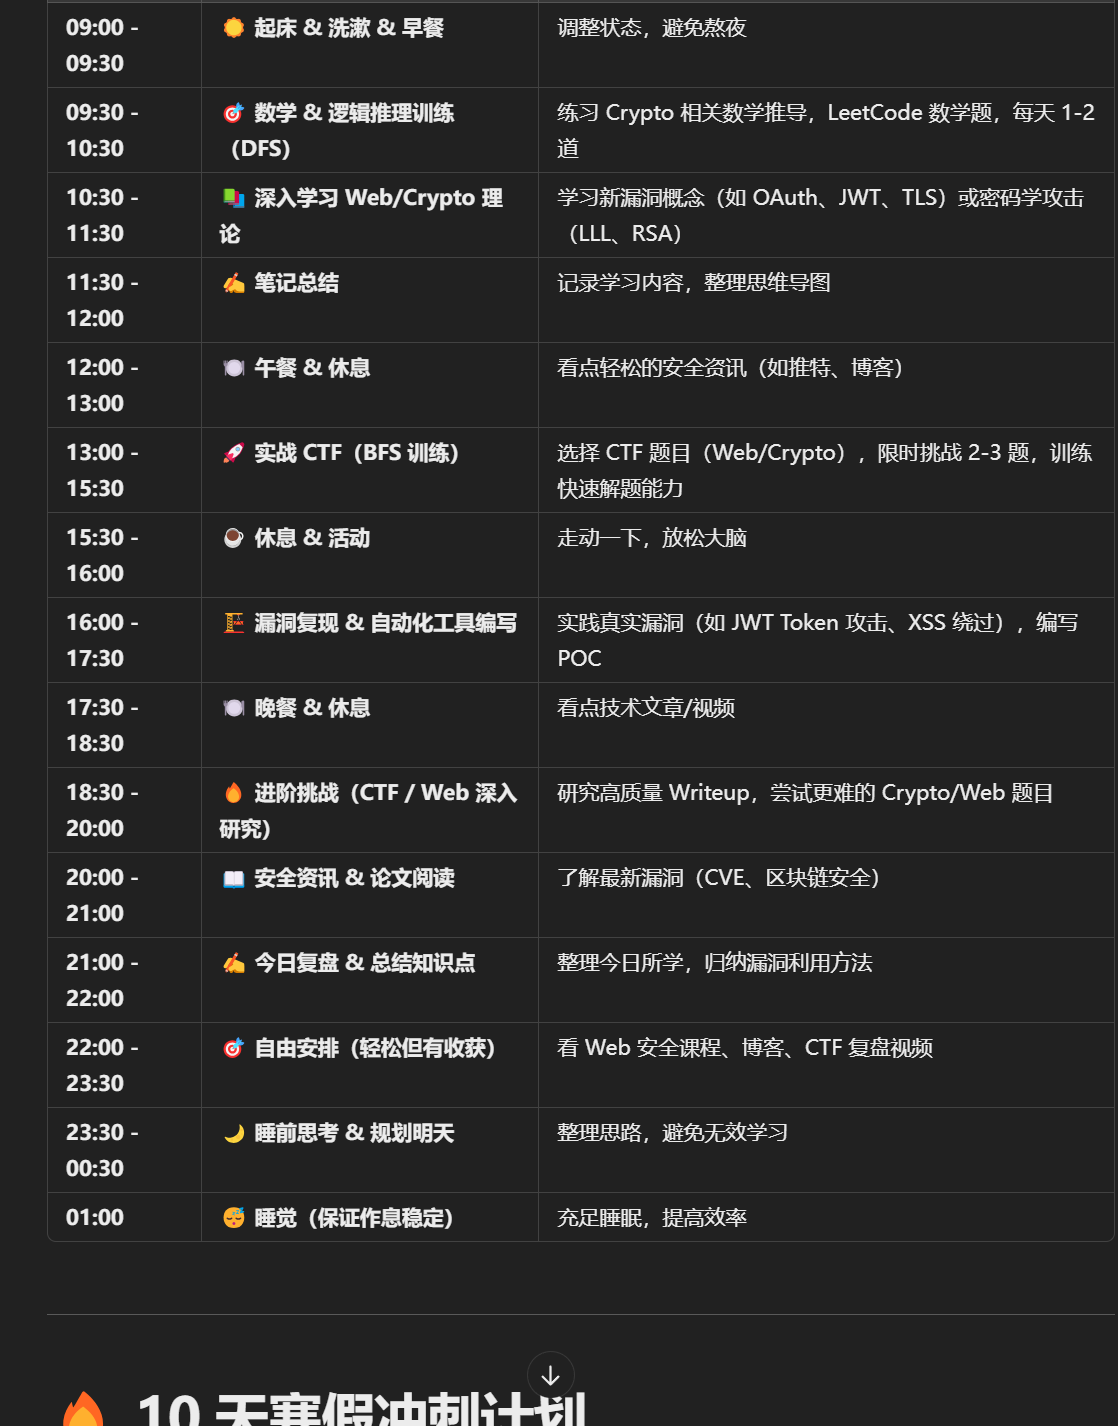 09:00 -
09:30
🌞 起床 & 洗漱 & 早餐
调整状态，避免熬夜
09:30 -
10:30
🎯 数学 & 逻辑推理训练
（DFS）
练习 Crypto 相关数学推导，LeetCode 数学题，每天 1-2
道
10:30 -
11:30
📚 深入学习 Web/Crypto 理
论
学习新漏洞概念（如 OAuth、JWT、TLS）或密码学攻击
（LLL、RSA）
11:30 -
12:00
✍️ 笔记总结
记录学习内容，整理思维导图
12:00 -
13:00
🍽️ 午餐 & 休息
看点轻松的安全资讯（如推特、博客）
13:00 -
15:30
🚀 实战 CTF（BFS 训练）
选择 CTF 题目（Web/Crypto），限时挑战 2-3 题，训练
快速解题能力
15:30 -
16:00
☕ 休息 & 活动
走动一下，放松大脑
16:00 -
17:30
🏗️ 漏洞复现 & 自动化工具编写
实践真实漏洞（如 JWT Token 攻击、XSS 绕过），编写
POC
17:30 -
18:30
🍽️ 晚餐 & 休息
看点技术文章/视频
18:30 -
20:00
🔥 进阶挑战（CTF / Web 深入
研究）
研究高质量 Writeup，尝试更难的 Crypto/Web 题目
20:00 -
21:00
📖 安全资讯 & 论文阅读
了解最新漏洞（CVE、区块链安全）
21:00 -
22:00
✍️ 今日复盘 & 总结知识点
整理今日所学，归纳漏洞利用方法
22:00 -
23:30
🎯 自由安排（轻松但有收获）
看 Web 安全课程、博客、CTF 复盘视频
23:30 -
00:30
🌙 睡前思考 & 规划明天
整理思路，避免无效学习
01:00
😴 睡觉（保证作息稳定）
充足睡眠，提高效率
🔥 10 天寒假冲刺计划